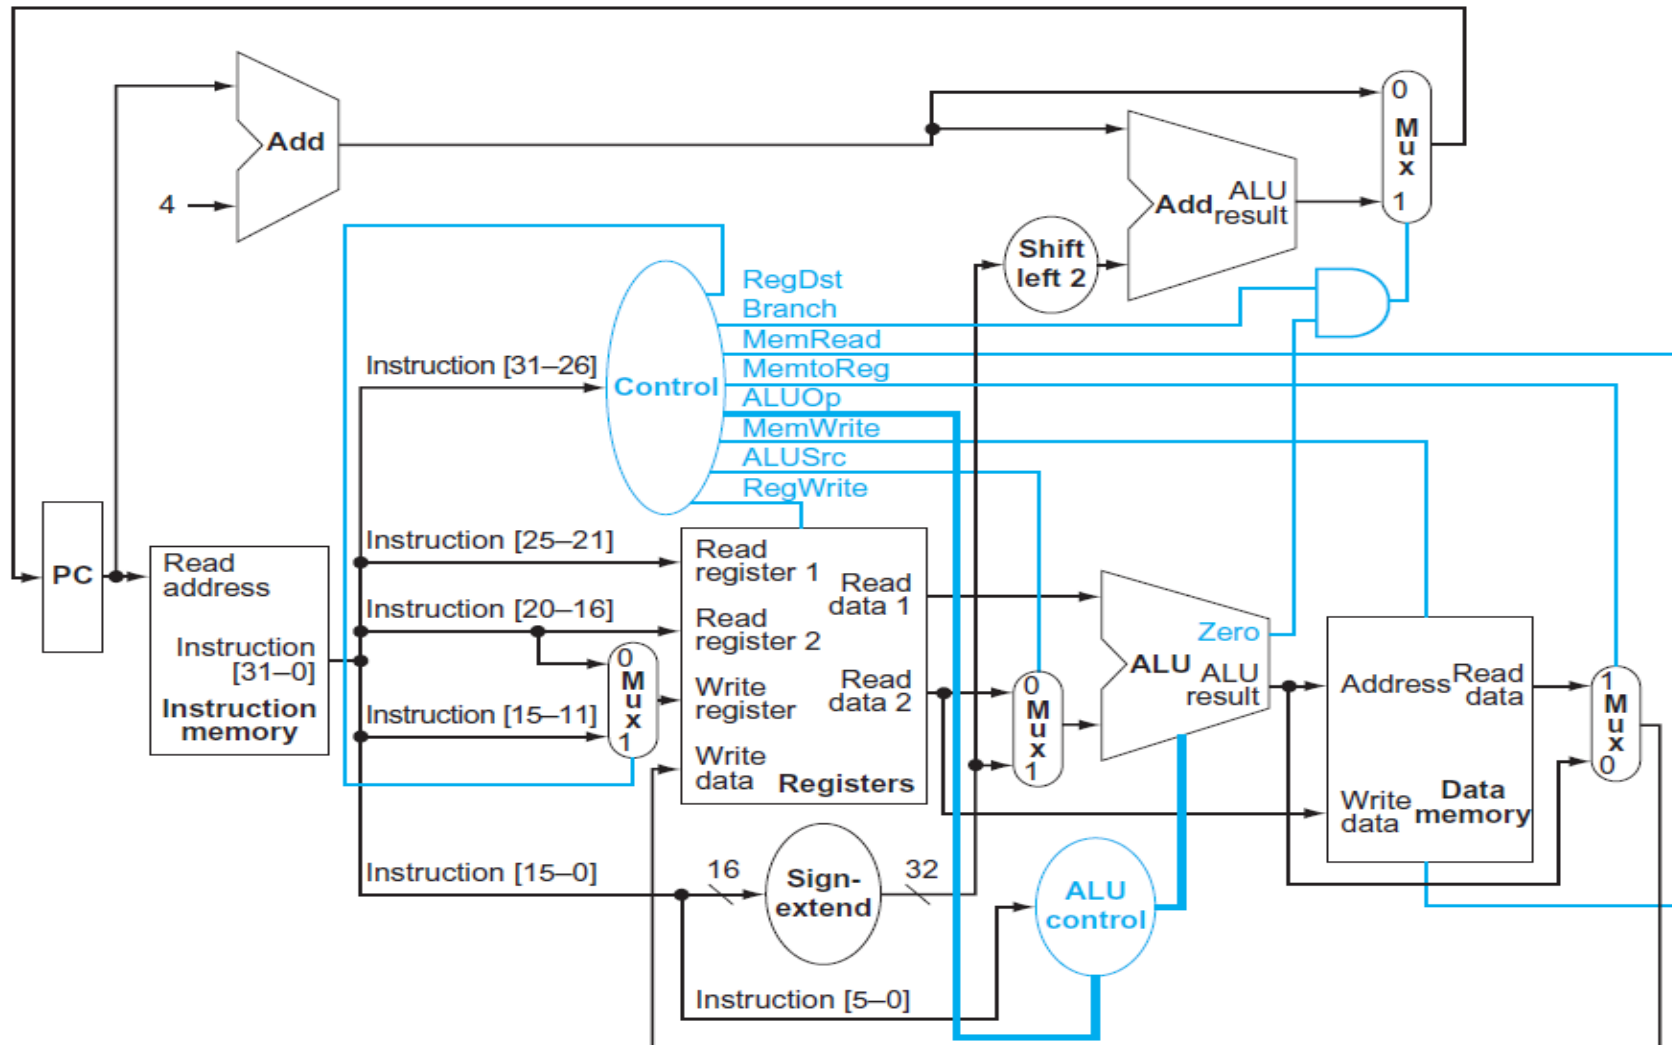 0
M
u
x
1
Add
ALU
Add result
4
Shift
left 2
RegDst
Branch
MemRead
MemtoReg
ALUOp
MemWrite
ALUSrc
RegWrite
Control
Instruction [31–26]
Instruction [25–21]
Instruction [20–16]
Instruction [15–11]
Instruction [15–0]
Instruction [5–0]
PC
Read
address
Instruction
[31–0]
Instruction
memory
0
M
u
x
1
Read
register 1
Read
register 2
Write
register
Write
data
Read
data 1
Read
data 2
Registers
0
M
u
x
1
Zero
ALU
ALU
result
Address
Read
data
Write
data
Data
memory
1
M
u
x
0
16
Sign-
extend
32
ALU
control